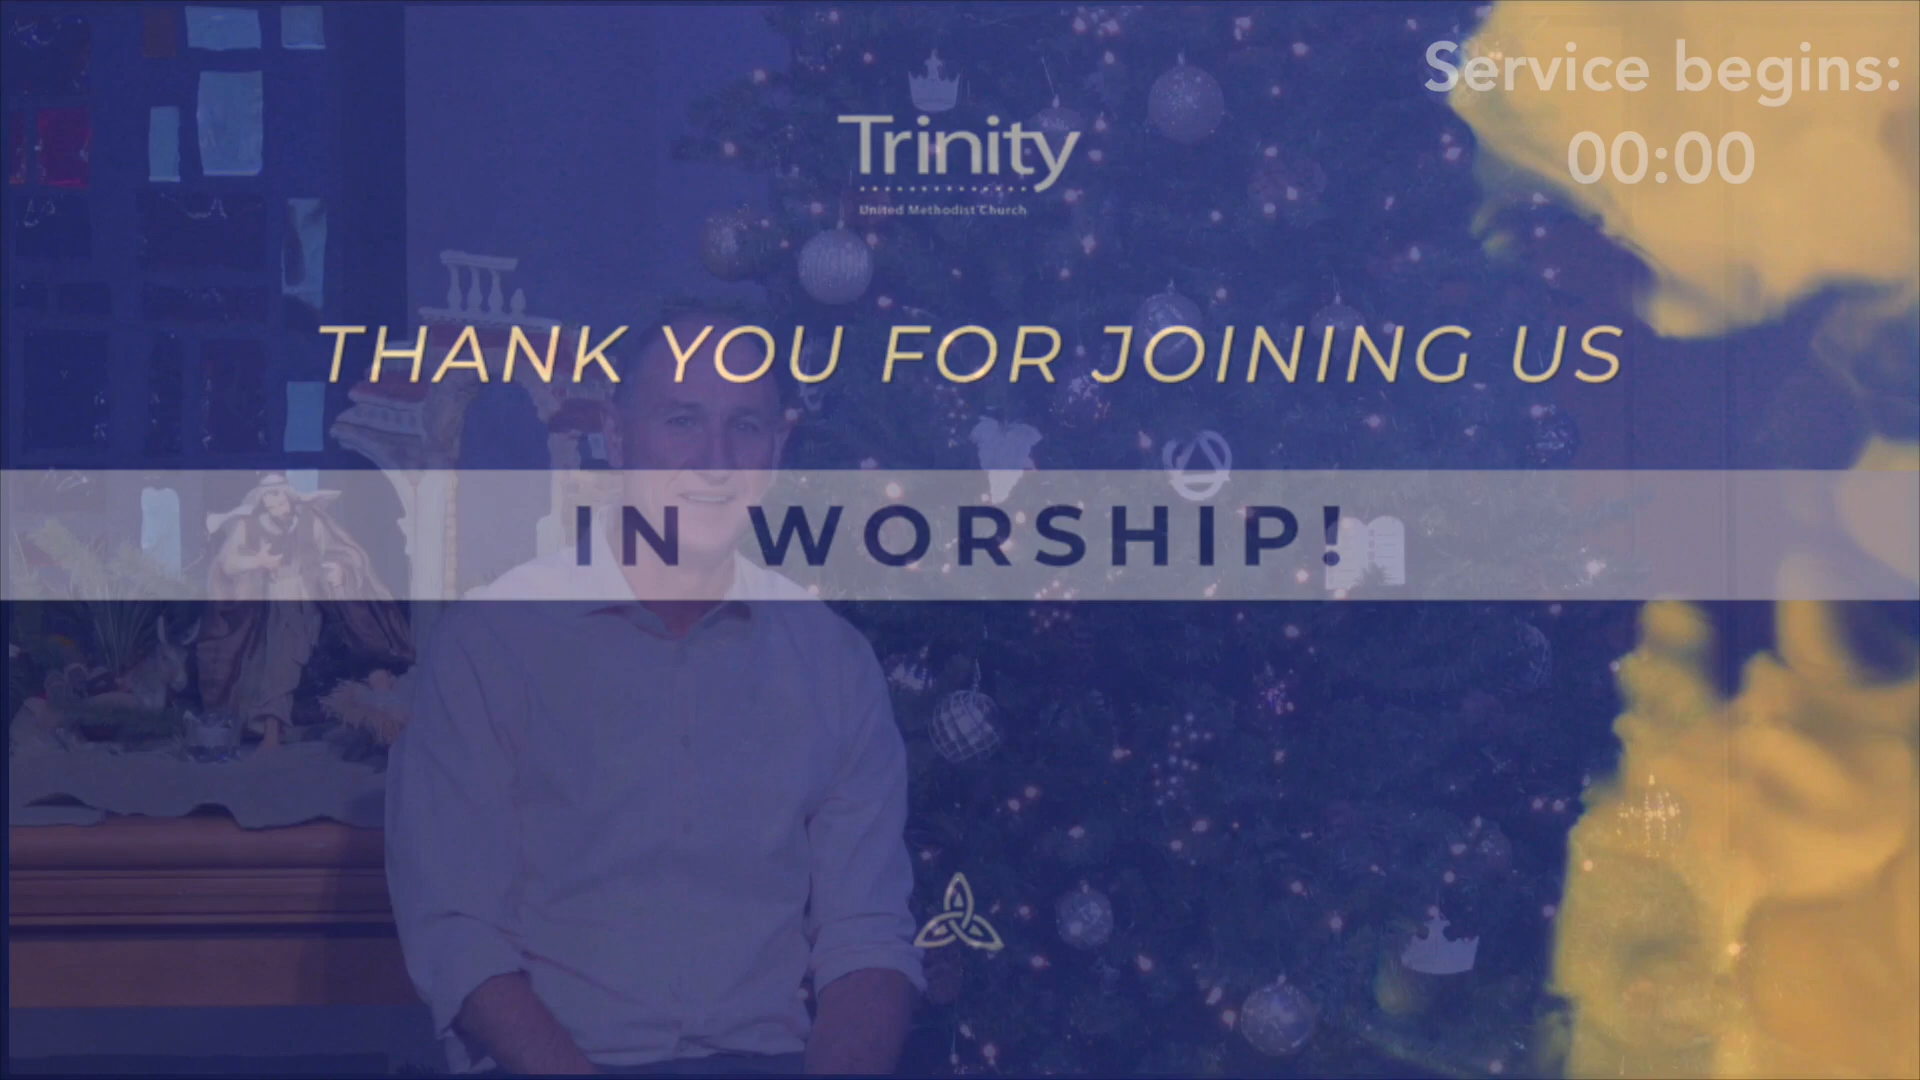 Service begins:
00:00
Trinity
United Methodist Church
THANK YOU FOR JOINING US
IN WORSHIP!